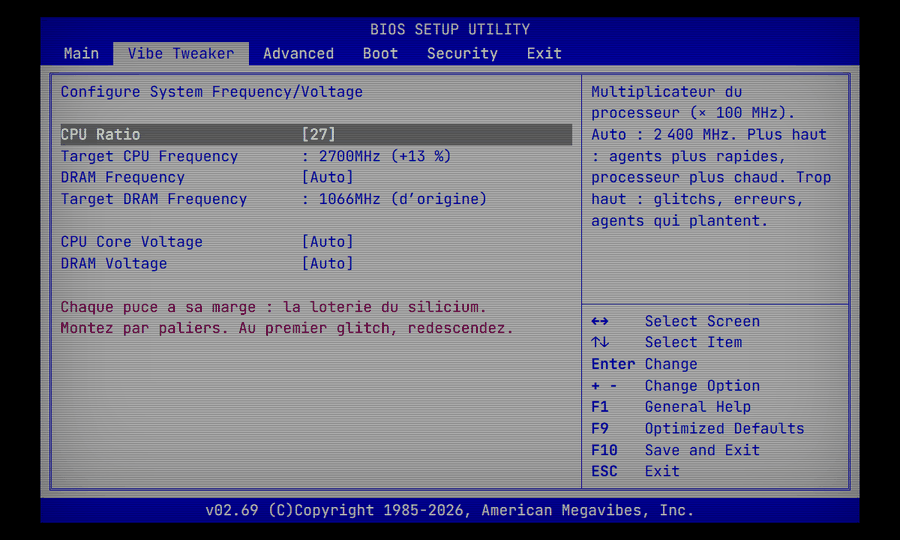 BIOS SETUP UTILITY
Main Vibe Tweaker Advanced Boot Security Exit
Configure System Frequency/Voltage
CPU Ratio [27]
Target CPU Frequency : 2700MHz (+13 %)
DRAM Frequency [Auto]
Target DRAM Frequency : 1066MHz (d’origine)
CPU Core Voltage [Auto]
DRAM Voltage [Auto]
Chaque puce a sa marge : la loterie du silicium.
Montez par paliers. Au premier glitch, redescendez.
Multiplicateur du
processeur (× 100 MHz).
Auto : 2 400 MHz. Plus haut
: agents plus rapides,
processeur plus chaud. Trop
haut : glitchs, erreurs,
agents qui plantent.
↔ Select Screen
↑↓ Select Item
Enter Change
+ - Change Option
F1 General Help
F9 Optimized Defaults
F10 Save and Exit
ESC Exit
v02.69 (C)Copyright 1985-2026, American Megavibes, Inc.